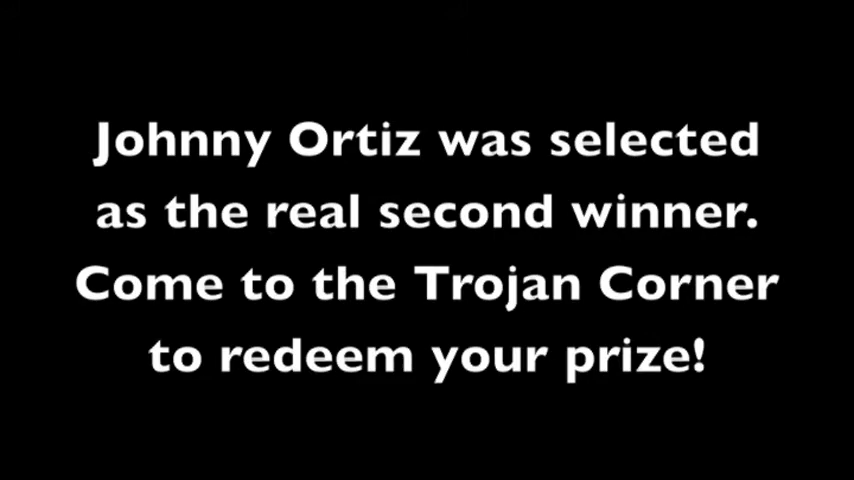 Johnny Ortiz was selected
as the real second winner.
Come to the Trojan Corner
to redeem your prize!